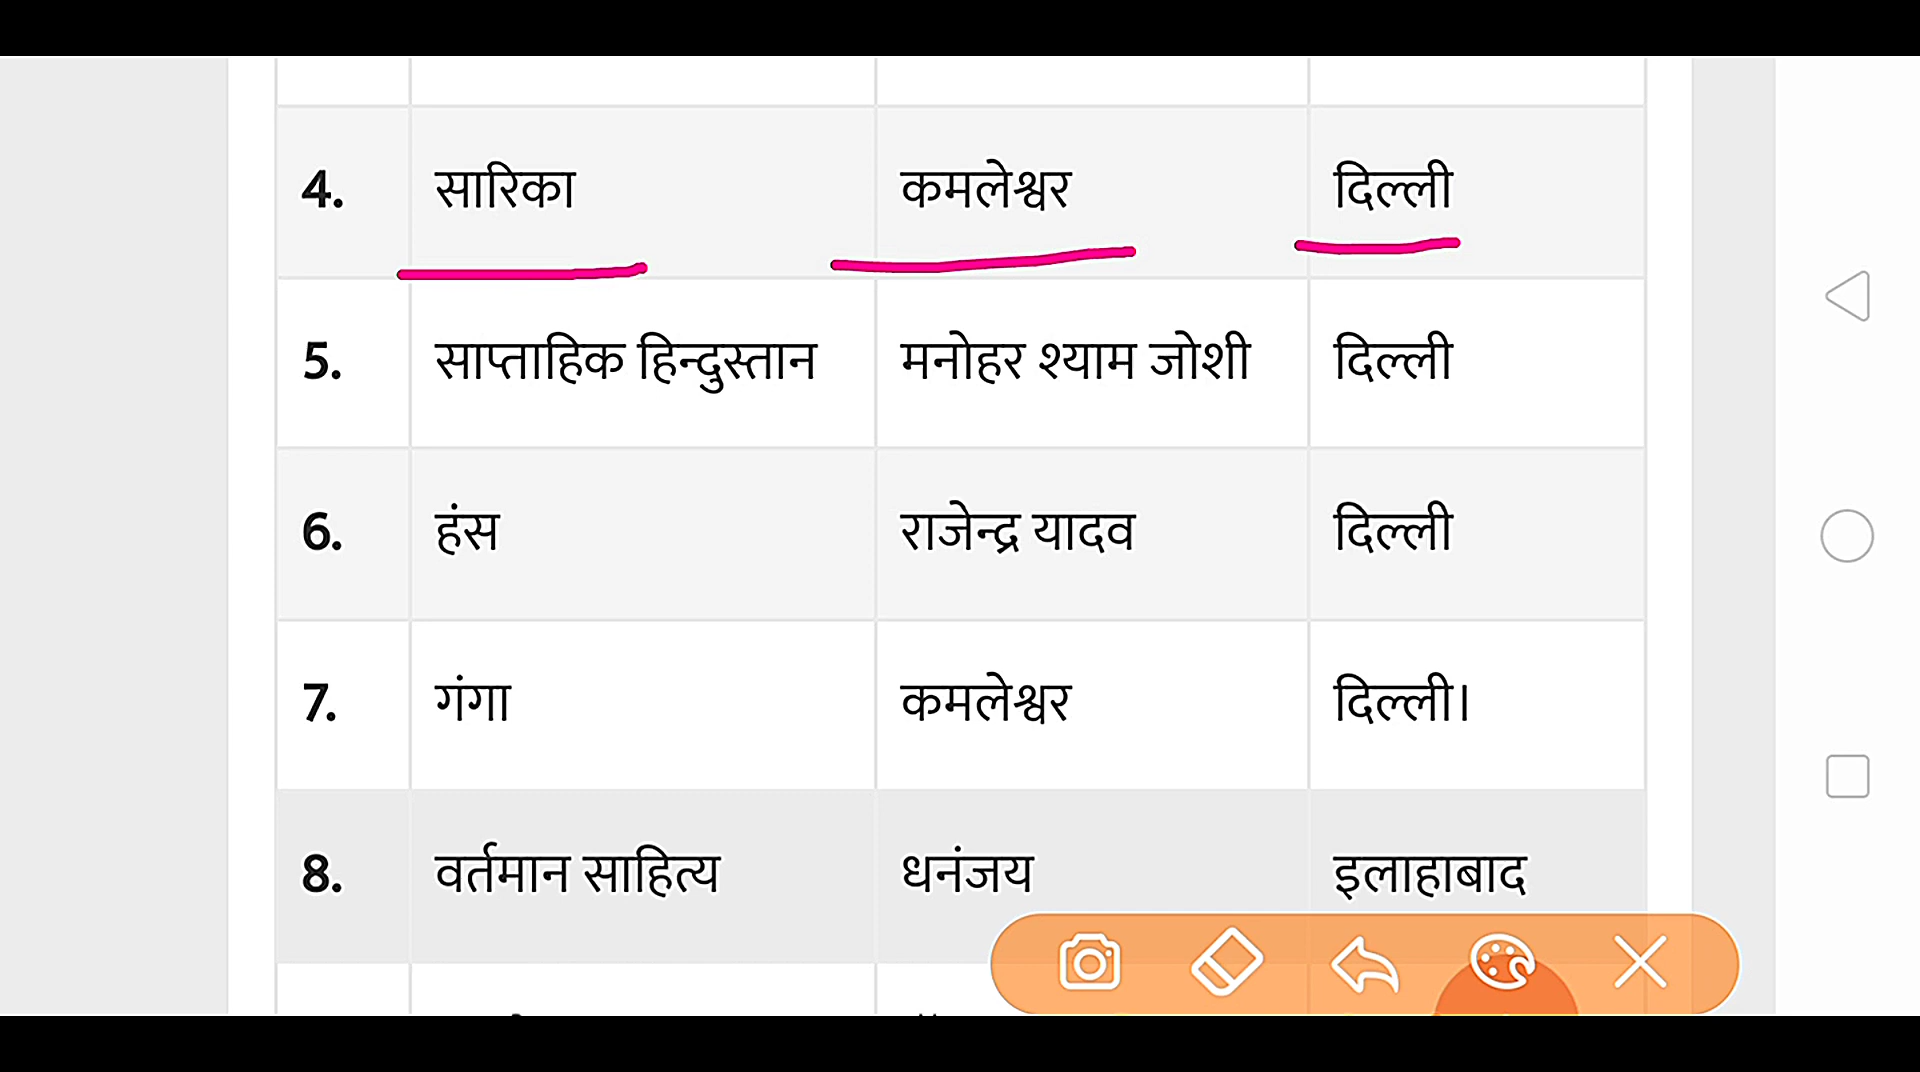 4. सारिका कमलेश्वर दिल्ली
5. साप्ताहिक हिन्दुस्तान मनोहर श्याम जोशी दिल्ली
6. हंस राजेन्द्र यादव दिल्ली
7. गंगा कमलेश्वर दिल्ली।
8. वर्तमान साहित्य धनंजय इलाहाबाद